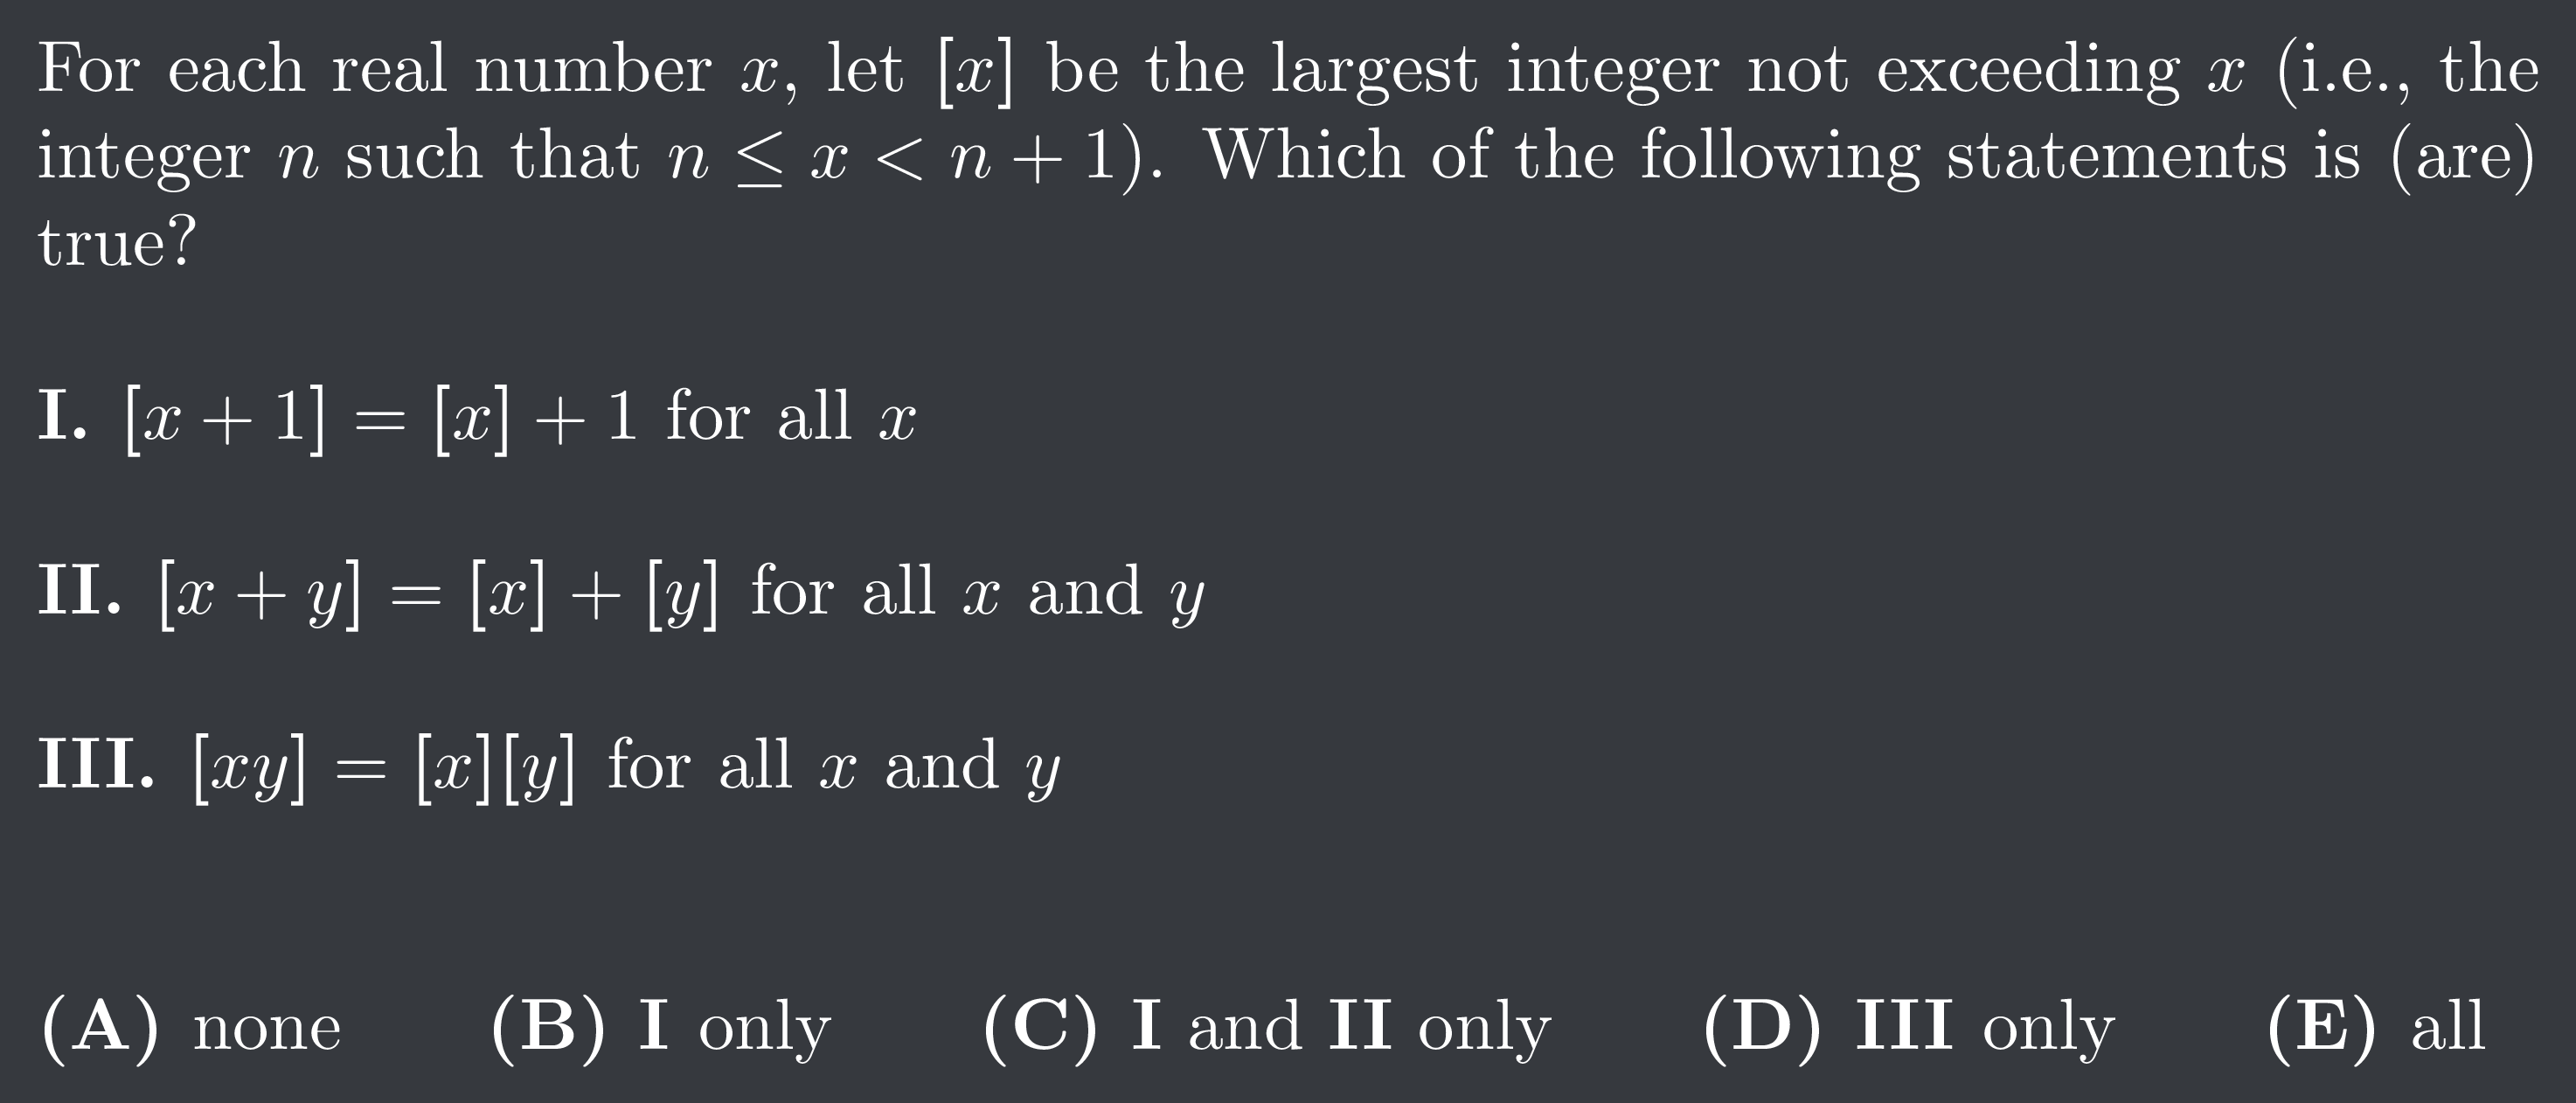 For each real number x, let [x] be the largest integer not exceeding x (i.e., the
integer n such that n ≤ x < n + 1). Which of the following statements is (are)
true?
I. [x + 1] = [x] + 1 for all x
II. [x + y] = [x] + [y] for all x and y
III. [xy] = [x][y] for all x and y
(A) none (B) I only (C) I and II only (D) III only (E) all